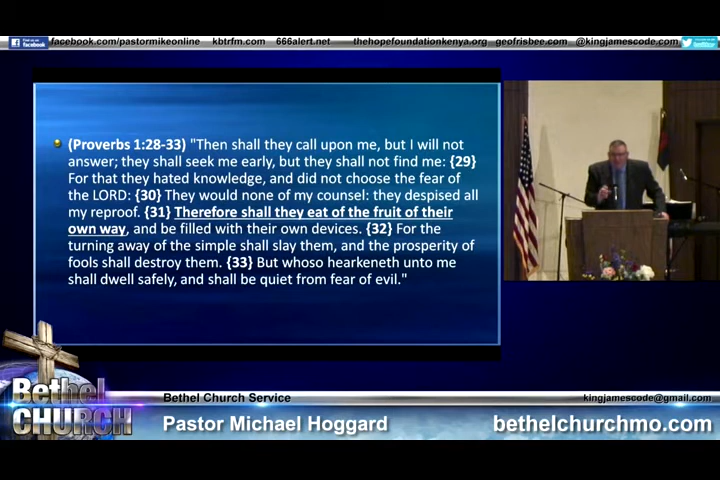 Find us on facebook
facebook.com/pastormikeonline kbtrfm.com 666alert.net thehopefoundationkenya.org geofrisbee.com @kingjamescode.com
(Proverbs 1:28-33) "Then shall they call upon me, but I will not
answer; they shall seek me early, but they shall not find me: {29}
For that they hated knowledge, and did not choose the fear of
the LORD: {30} They would none of my counsel: they despised all
my reproof. {31} Therefore shall they eat of the fruit of their
own way, and be filled with their own devices. {32} For the
turning away of the simple shall slay them, and the prosperity of
fools shall destroy them. {33} But whoso hearkeneth unto me
shall dwell safely, and shall be quiet from fear of evil."
Bethel
CHURCH
Bethel Church Service
kingjamescode@gmail.com
Pastor Michael Hoggard
bethelchurchmo.com